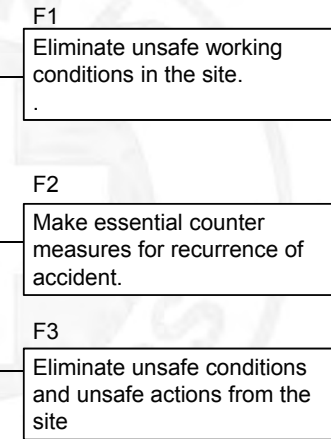 F1
Eliminate unsafe working
conditions in the site.
.
F2
Make essential counter
measures for recurrence of
accident.
F3
Eliminate unsafe conditions
and unsafe actions from the
site